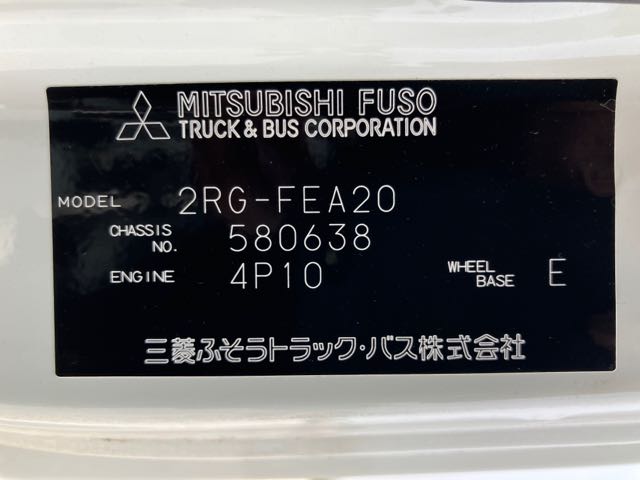 MITSUBISHI FUSO
TRUCK & BUS CORPORATION
MODEL 2RG-FEA20
CHASSIS NO. 580638
ENGINE 4P10 WHEEL BASE E
三菱ふそうトラック・バス株式会社